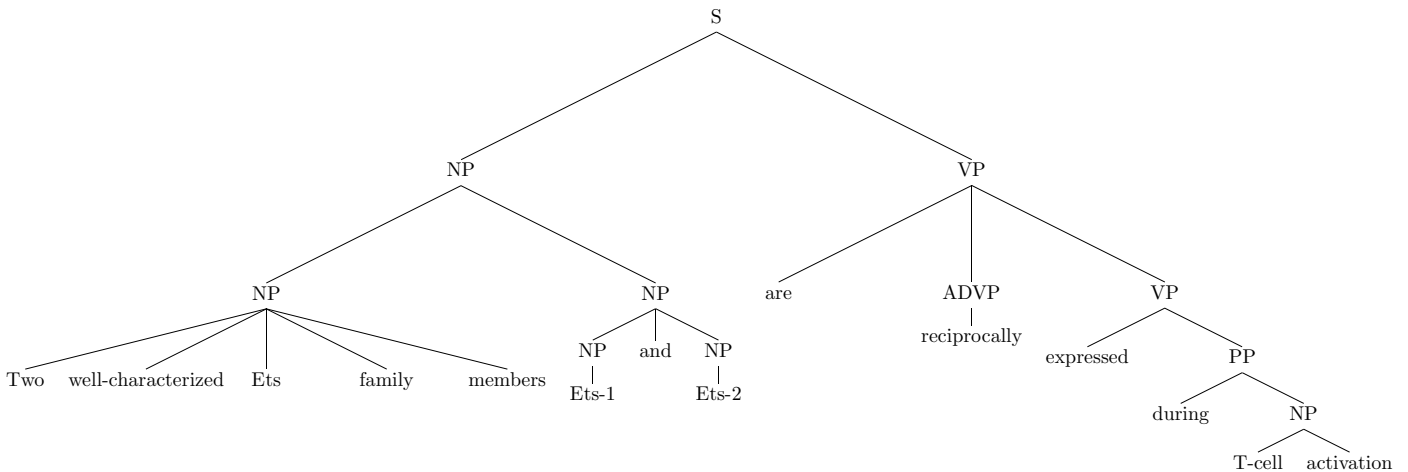 S
NP VP
NP NP are ADVP VP
reciprocally
NP and NP expressed PP
Two well-characterized Ets family members
Ets-1 Ets-2
during NP
T-cell activation